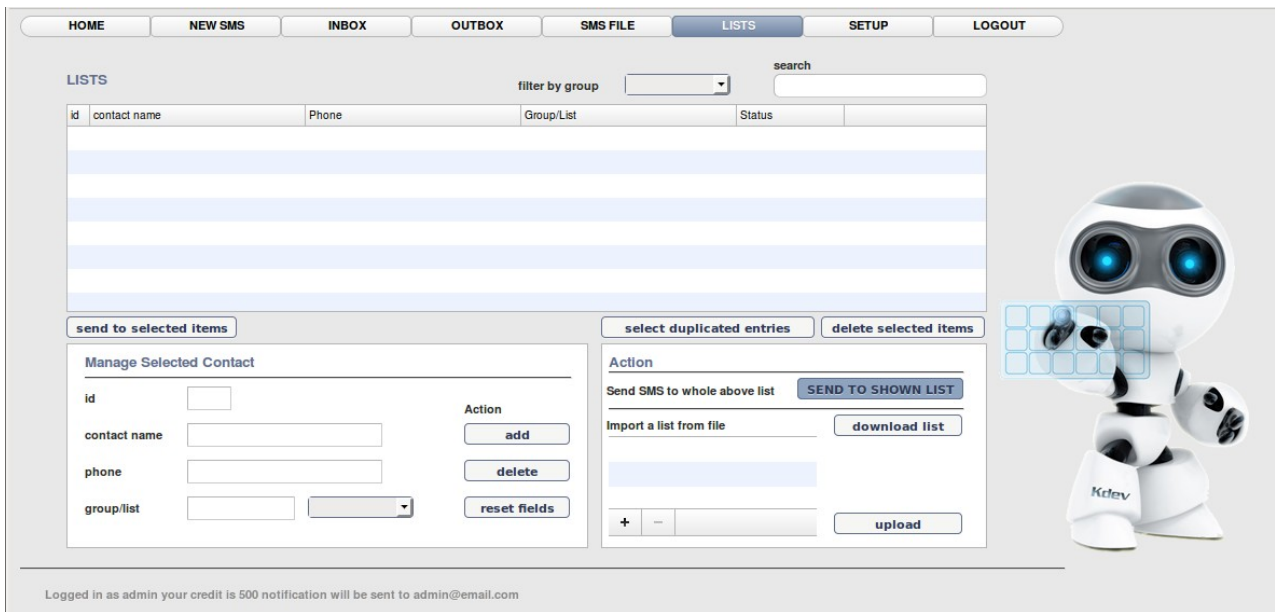 HOME NEW SMS INBOX OUTBOX SMS FILE LISTS SETUP LOGOUT
search
LISTS
filter by group
id contact name Phone Group/List Status
send to selected items select duplicated entries delete selected items
Manage Selected Contact
id
Action
contact name add
phone delete
group/list reset fields
Action
Send SMS to whole above list SEND TO SHOWN LIST
Import a list from file download list
+ − upload
Kdev
Logged in as admin your credit is 500 notification will be sent to admin@email.com